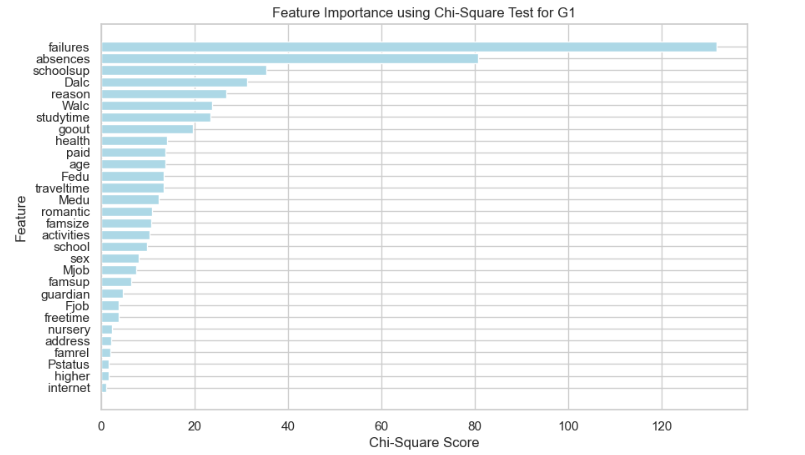 Feature Importance using Chi-Square Test for G1
Feature
failures
absences
schoolsup
Dalc
reason
Walc
studytime
goout
health
paid
age
Fedu
traveltime
Medu
romantic
famsize
activities
school
sex
Mjob
famsup
guardian
Fjob
freetime
nursery
address
famrel
Pstatus
higher
internet
0 20 40 60 80 100 120
Chi-Square Score